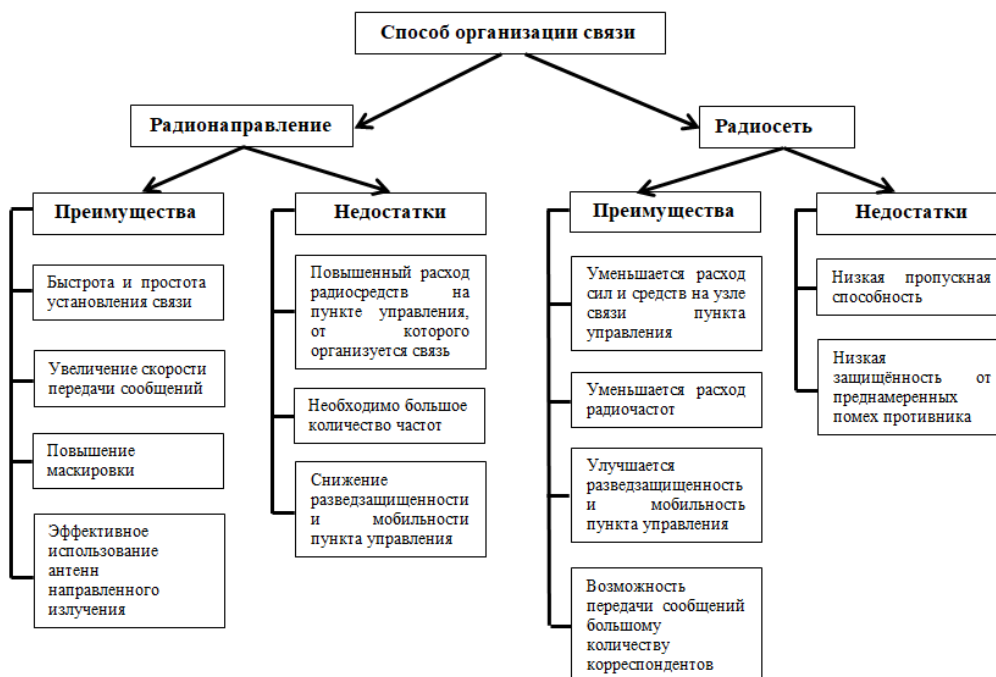 Способ организации связи
Радионаправление
Радиосеть
Преимущества
Быстрота и простота
установления связи
Увеличение скорости
передачи сообщений
Повышение
маскировки
Эффективное
использование
антенн
направленного
излучения
Недостатки
Повышенный расход
радиосредств на
пункте управления,
от которого
организуется связь
Необходимо большое
количество частот
Снижение
разведзащищенности
и мобильности
пункта управления
Преимущества
Уменьшается расход
сил и средств на узле
связи пункта
управления
Уменьшается расход
радиочастот
Улучшается
разведзащищенность
и мобильность
пункта управления
Возможность
передачи сообщений
большому
количеству
корреспондентов
Недостатки
Низкая пропускная
способность
Низкая
защищённость от
преднамеренных
помех противника